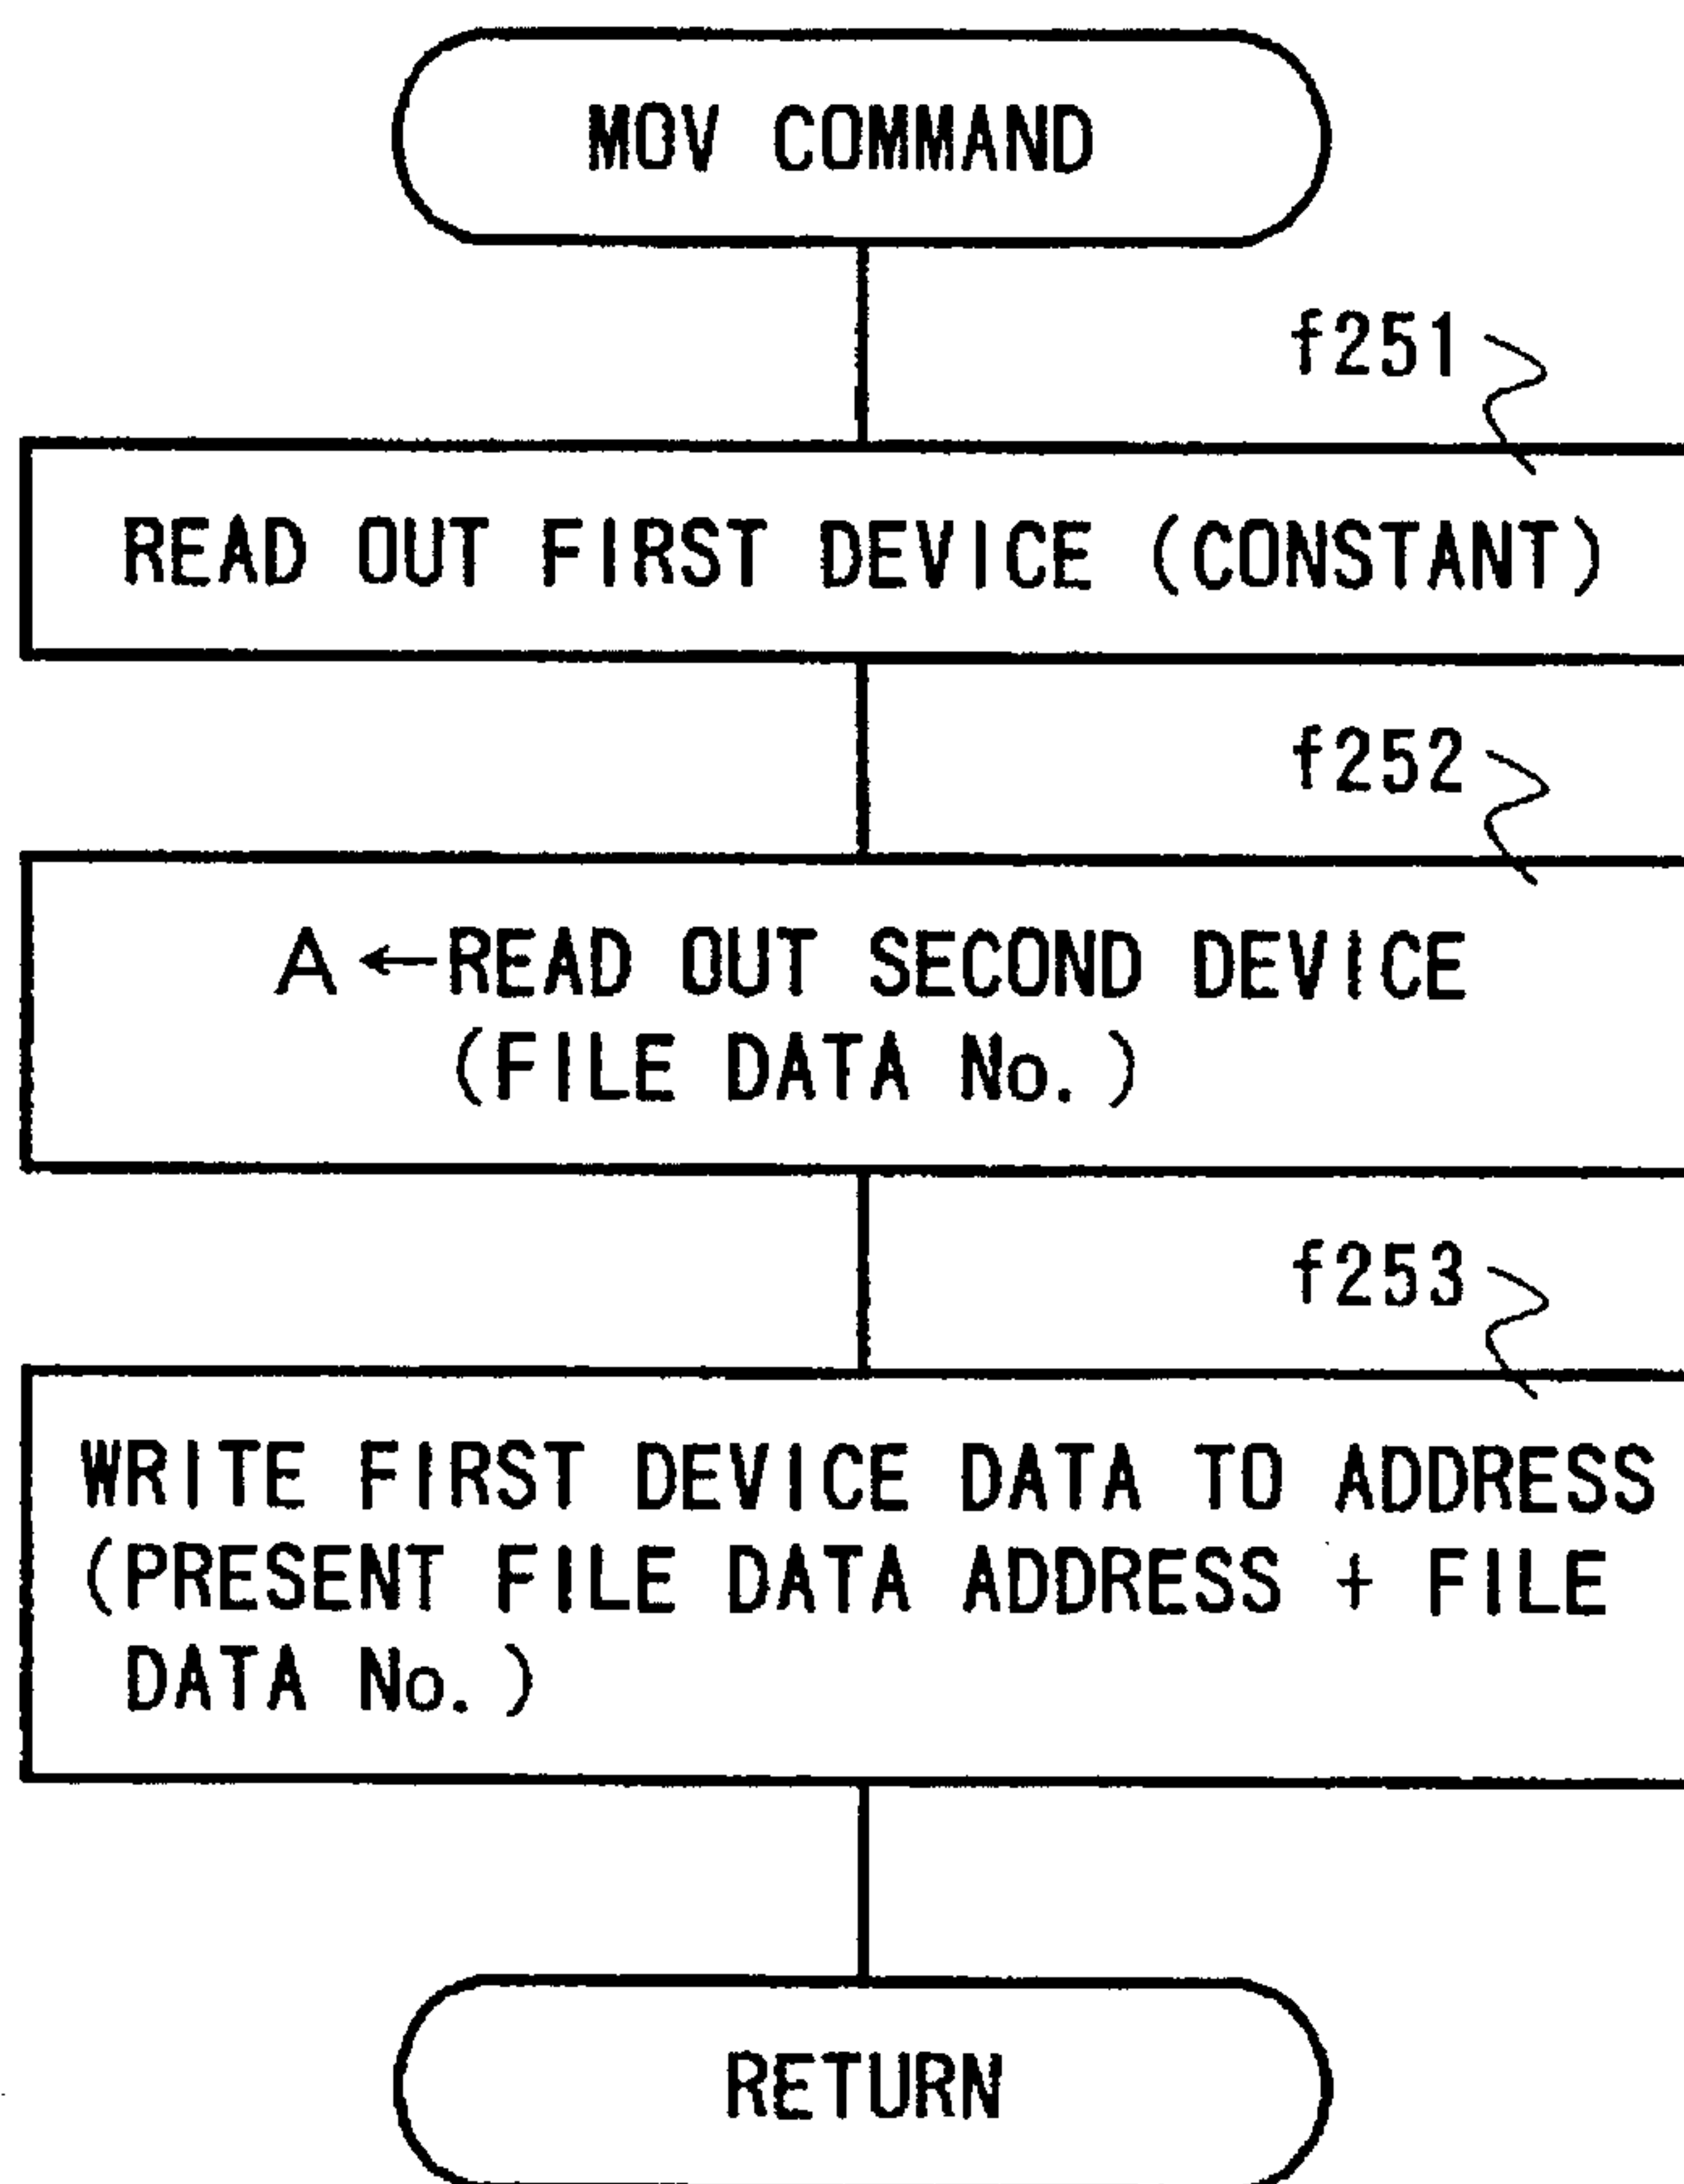 MOV COMMAND
f251
READ OUT FIRST DEVICE (CONSTANT)
f252
A←READ OUT SECOND DEVICE
(FILE DATA No.)
f253
WRITE FIRST DEVICE DATA TO ADDRESS
(PRESENT FILE DATA ADDRESS + FILE
DATA No.)
RETURN